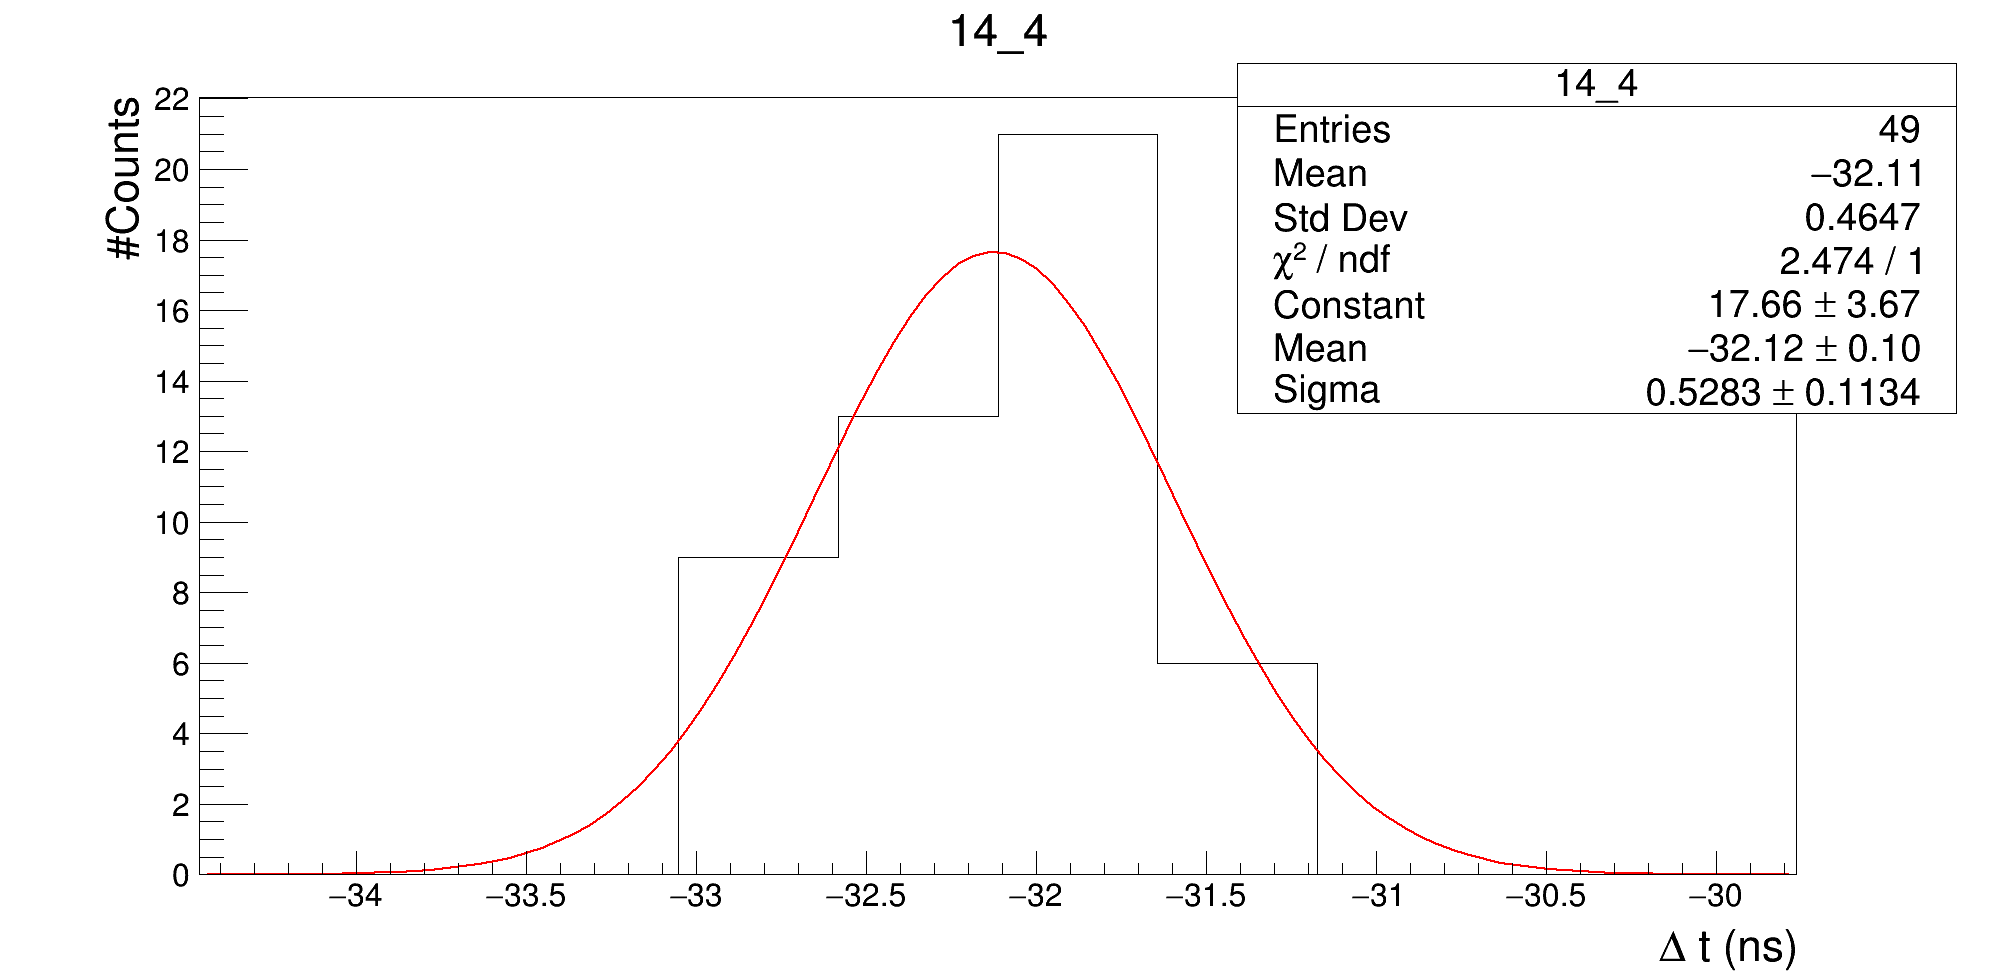 14_4
14_4
Entries 49
Mean −32.11
Std Dev 0.4647
χ² / ndf 2.474 / 1
Constant 17.66 ± 3.67
Mean −32.12 ± 0.10
Sigma 0.5283 ± 0.1134
#Counts
22
20
18
16
14
12
10
8
6
4
2
0
−34 −33.5 −33 −32.5 −32 −31.5 −31 −30.5 −30
Δ t (ns)